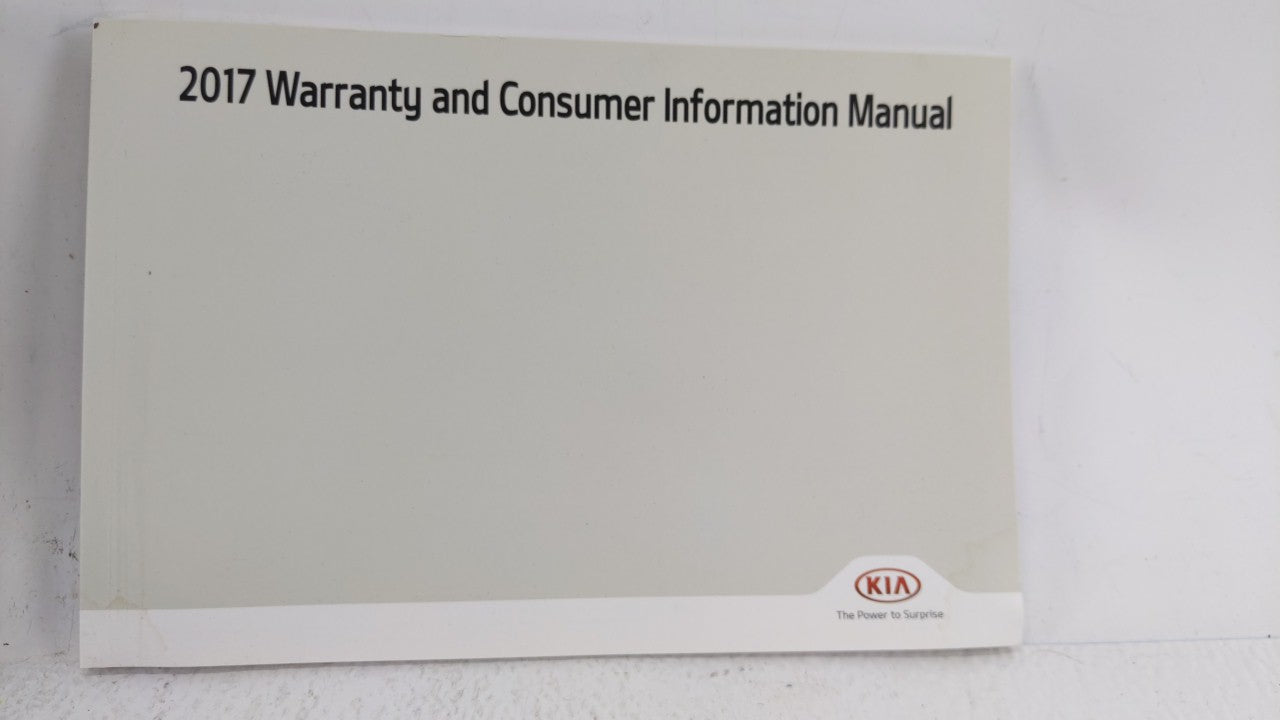 2017 Warranty and Consumer Information Manual
KIA
The Power to Surprise